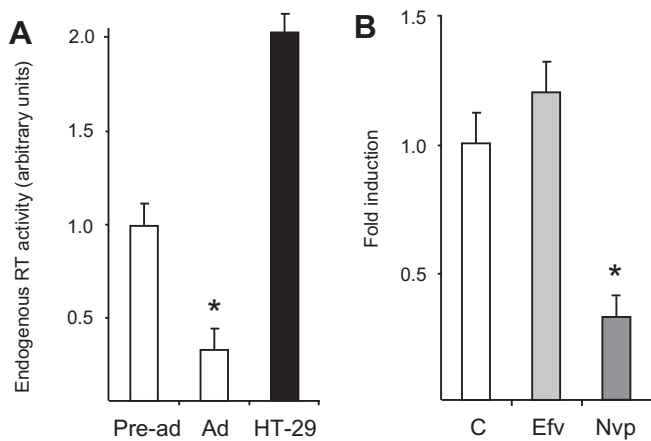 A
Endogenous RT activity (arbitrary units)
2.0
1.5
1.0
0.5
*
Pre-ad Ad HT-29
B
Fold induction
1.5
1.0
0.5
*
C Efv Nvp